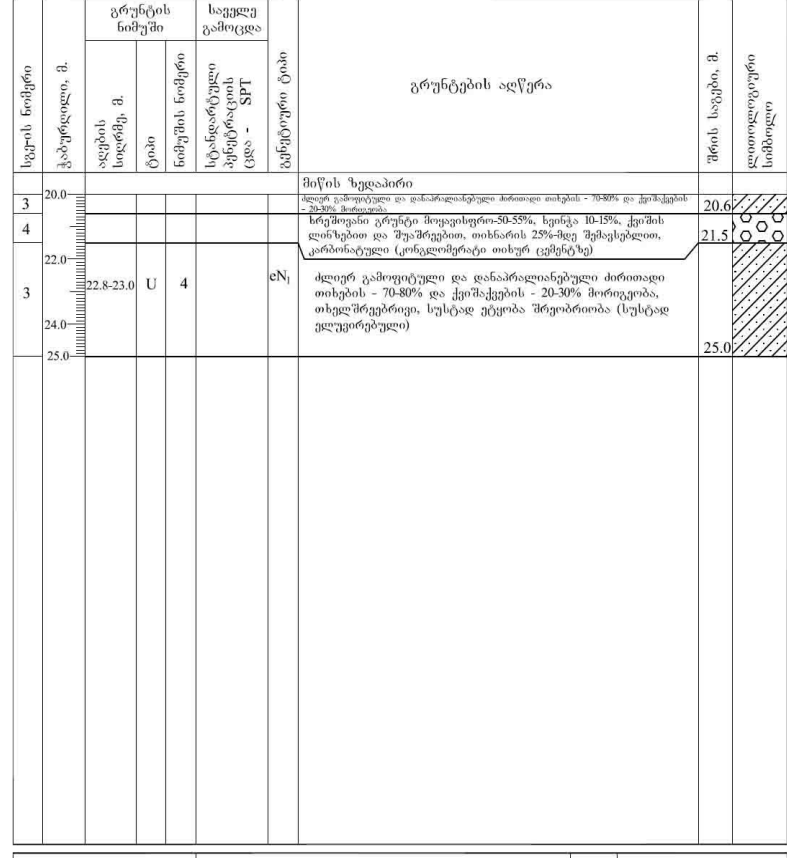 გრუნტის
ნიმუში
საველე
გამოცდა
სგე-ის ნომერი
ჭაბურღილი, მ.
აღების
სიღრმე, მ.
ტიპი
ნიმუშის ნომერი
სტანდარტული
პენეტრაციის
ცდა - SPT
გენეტიური ტიპი
გრუნტების აღწერა
შრის საგები, მ.
ლითოლოგიური
სიმბოლო
მიწის ზედაპირი
3
20.0
ძლიერ გამოფიტული და დანაპრალიანებული ძირითადი თიხების - 70-80% და ქვიშაქვების
- 20-30% მორიგეობა
20.6
4
ხრეშოვანი გრუნტი მოყავისფრო-50-55%, ხვინჭა 10-15%, ქვიშის
ლინზებით და შუაშრეებით, თიხნარის 25%-მდე შემავსებლით,
კარბონატული (კონგლომერატი თიხურ ცემენტზე)
21.5
22.0
3
22.8-23.0 U 4
eN₁
ძლიერ გამოფიტული და დანაპრალიანებული ძირითადი
თიხების - 70-80% და ქვიშაქვების - 20-30% მორიგეობა,
თხელშრეებრივი, სუსტად ეტყობა შრეობრიობა (სუსტად
ელუვირებული)
24.0
25.0
25.0